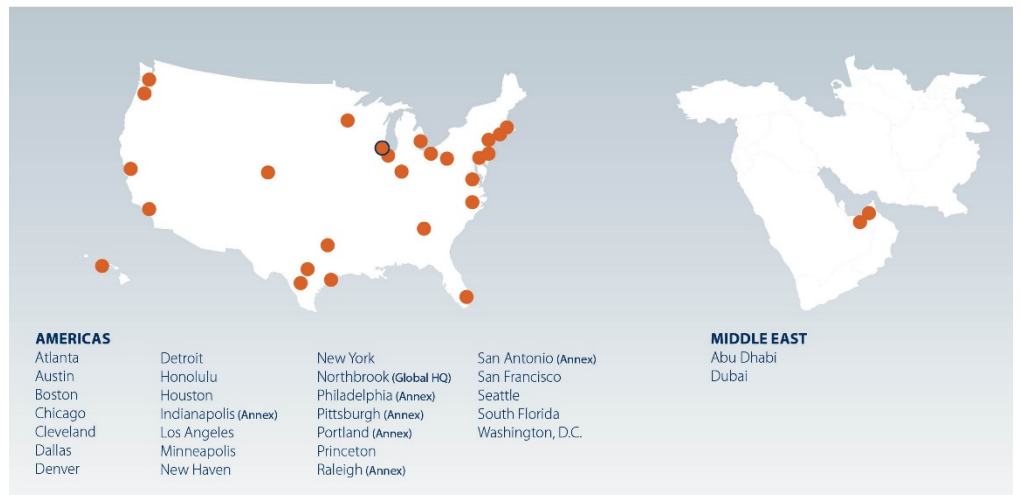 AMERICAS
Atlanta
Austin
Boston
Chicago
Cleveland
Dallas
Denver
Detroit
Honolulu
Houston
Indianapolis (Annex)
Los Angeles
Minneapolis
New Haven
New York
Northbrook (Global HQ)
Philadelphia (Annex)
Pittsburgh (Annex)
Portland (Annex)
Princeton
Raleigh (Annex)
San Antonio (Annex)
San Francisco
Seattle
South Florida
Washington, D.C.
MIDDLE EAST
Abu Dhabi
Dubai